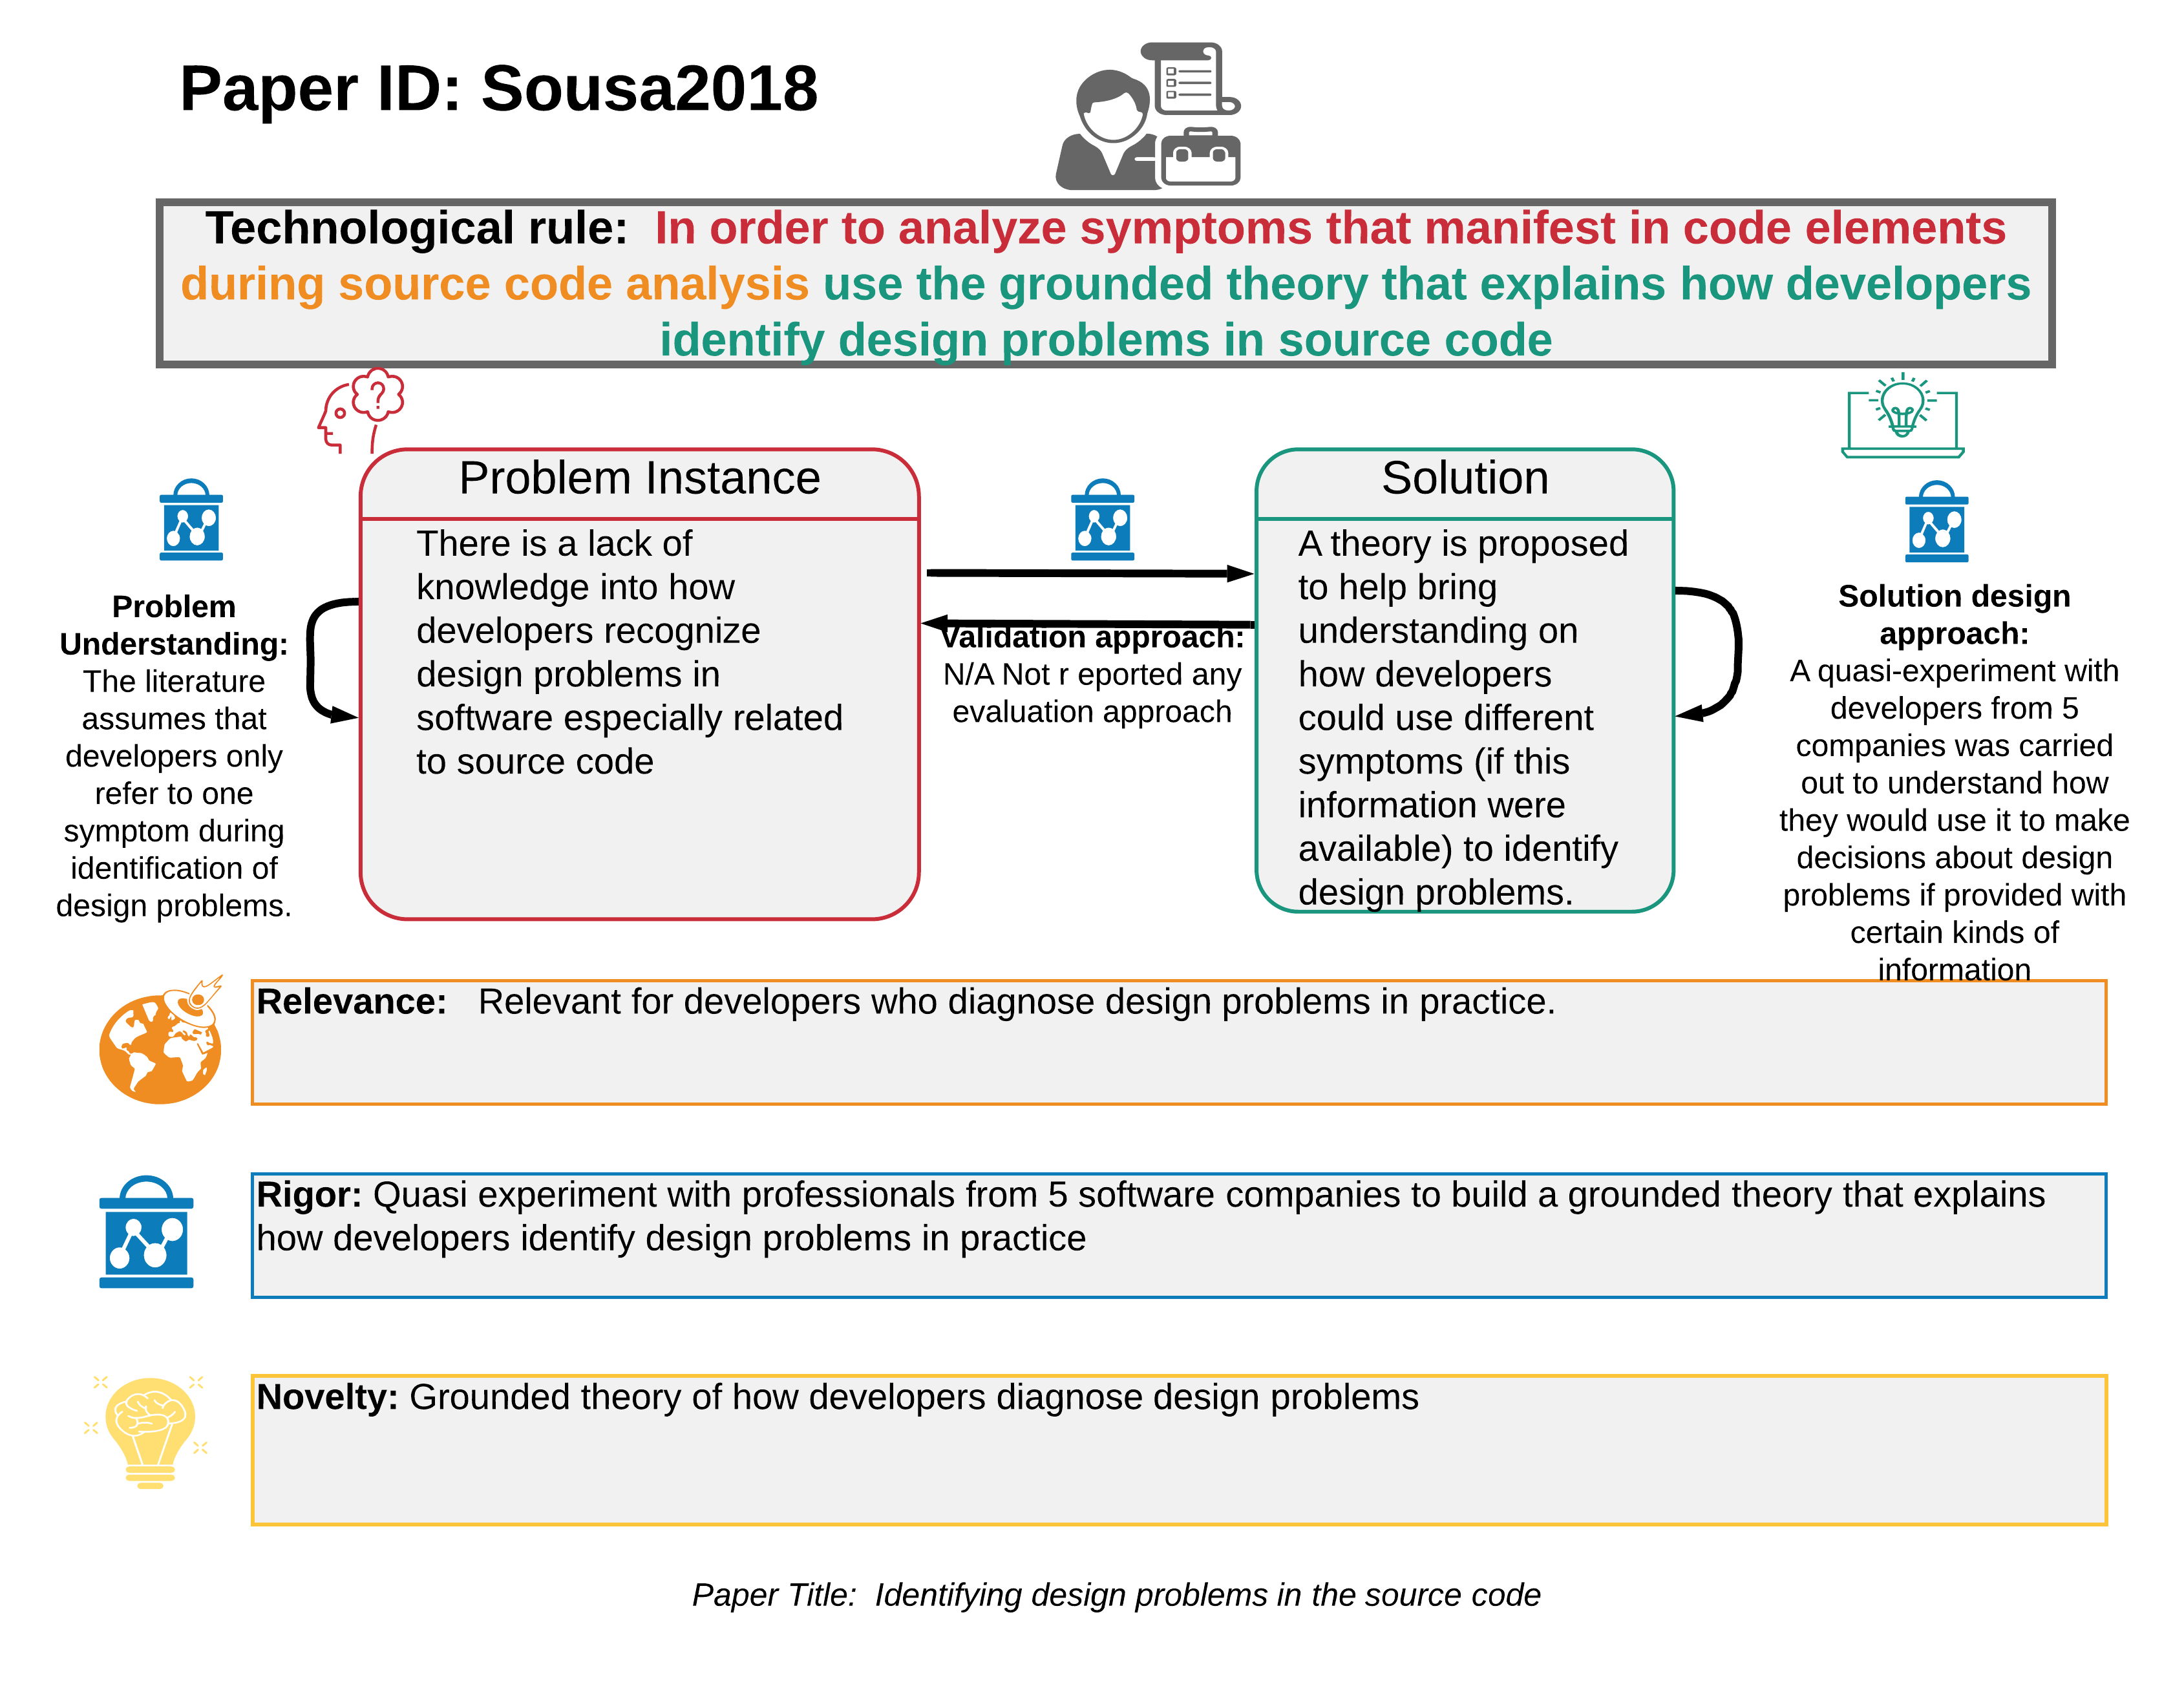 Paper ID: Sousa2018
Technological rule: In order to analyze symptoms that manifest in code elements
during source code analysis use the grounded theory that explains how developers
identify design problems in source code
Problem
Understanding:
The literature
assumes that
developers only
refer to one
symptom during
identification of
design problems.
Problem Instance
There is a lack of
knowledge into how
developers recognize
design problems in
software especially related
to source code
Validation approach:
N/A Not r eported any
evaluation approach
Solution
A theory is proposed
to help bring
understanding on
how developers
could use different
symptoms (if this
information were
available) to identify
design problems.
Solution design
approach:
A quasi-experiment with
developers from 5
companies was carried
out to understand how
they would use it to make
decisions about design
problems if provided with
certain kinds of
information
Relevance: Relevant for developers who diagnose design problems in practice.
Rigor: Quasi experiment with professionals from 5 software companies to build a grounded theory that explains
how developers identify design problems in practice
Novelty: Grounded theory of how developers diagnose design problems
Paper Title: Identifying design problems in the source code